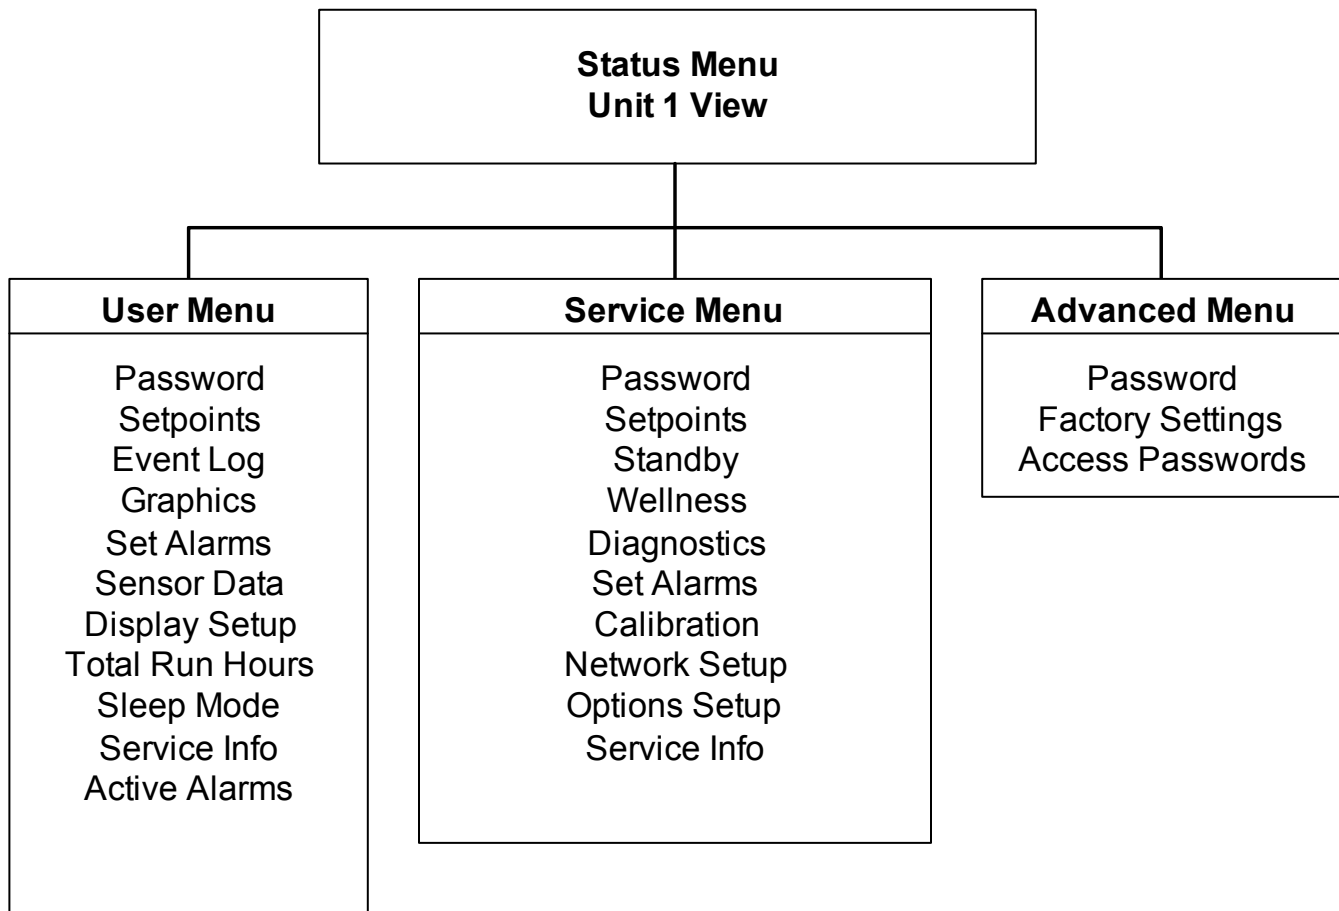 Status Menu
Unit 1 View
User Menu
Password
Setpoints
Event Log
Graphics
Set Alarms
Sensor Data
Display Setup
Total Run Hours
Sleep Mode
Service Info
Active Alarms
Service Menu
Password
Setpoints
Standby
Wellness
Diagnostics
Set Alarms
Calibration
Network Setup
Options Setup
Service Info
Advanced Menu
Password
Factory Settings
Access Passwords